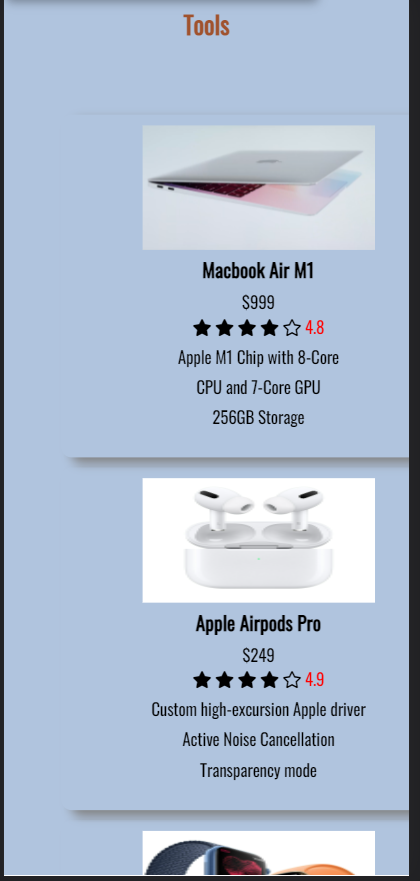 Tools
Macbook Air M1
$999
4.8
Apple M1 Chip with 8-Core
CPU and 7-Core GPU
256GB Storage
Apple Airpods Pro
$249
4.9
Custom high-excursion Apple driver
Active Noise Cancellation
Transparency mode